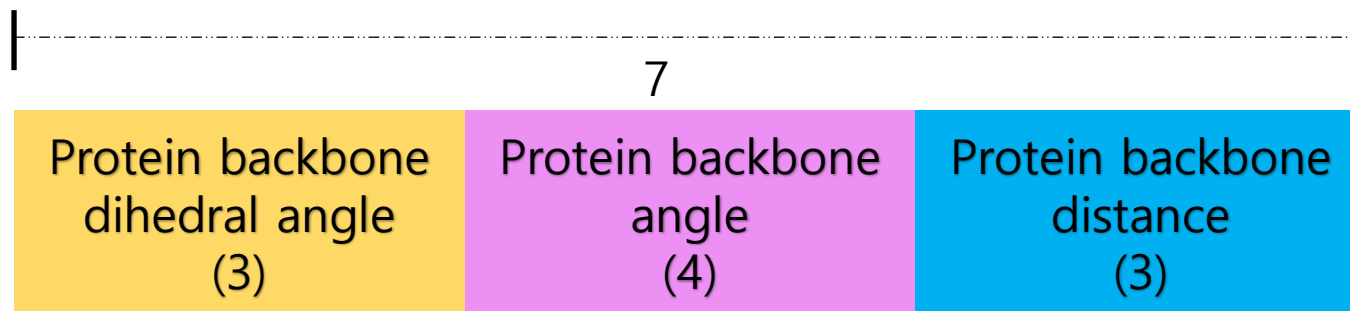 7
Protein backbone
dihedral angle
(3)
Protein backbone
angle
(4)
Protein backbone
distance
(3)